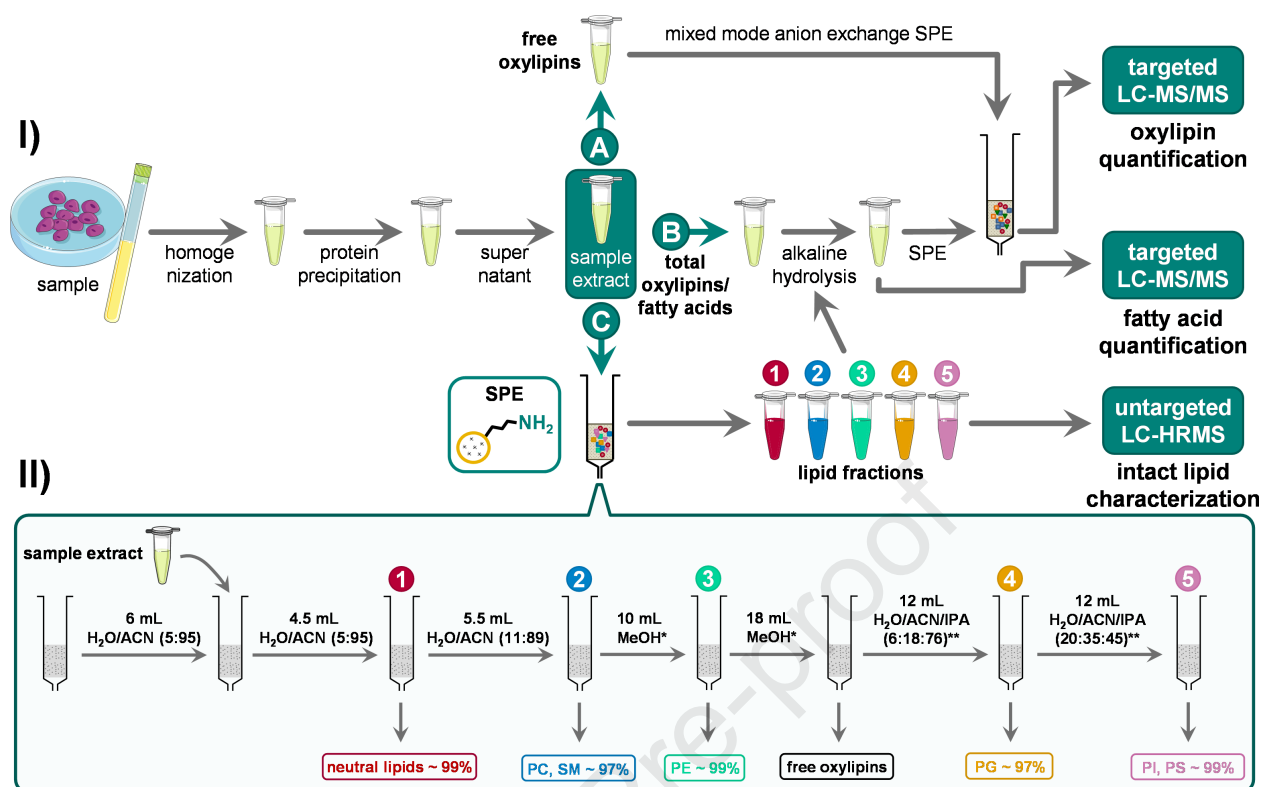 I)
free
oxylipins
mixed mode anion exchange SPE
targeted
LC-MS/MS
oxylipin
quantification
A
sample
homoge
nization
protein
precipitation
super
natant
sample
extract
B
total
oxylipins/
fatty acids
alkaline
hydrolysis
SPE
targeted
LC-MS/MS
fatty acid
quantification
C
SPE
NH2
1
2
3
4
5
lipid fractions
untargeted
LC-HRMS
intact lipid
characterization
II)
sample extract
6 mL
H2O/ACN (5:95)
4.5 mL
H2O/ACN (5:95)
1
5.5 mL
H2O/ACN (11:89)
2
10 mL
MeOH*
3
18 mL
MeOH*
12 mL
H2O/ACN/IPA
(6:18:76)**
4
12 mL
H2O/ACN/IPA
(20:35:45)**
5
neutral lipids ~ 99%
PC, SM ~ 97%
PE ~ 99%
free oxylipins
PG ~ 97%
PI, PS ~ 99%
re-proof